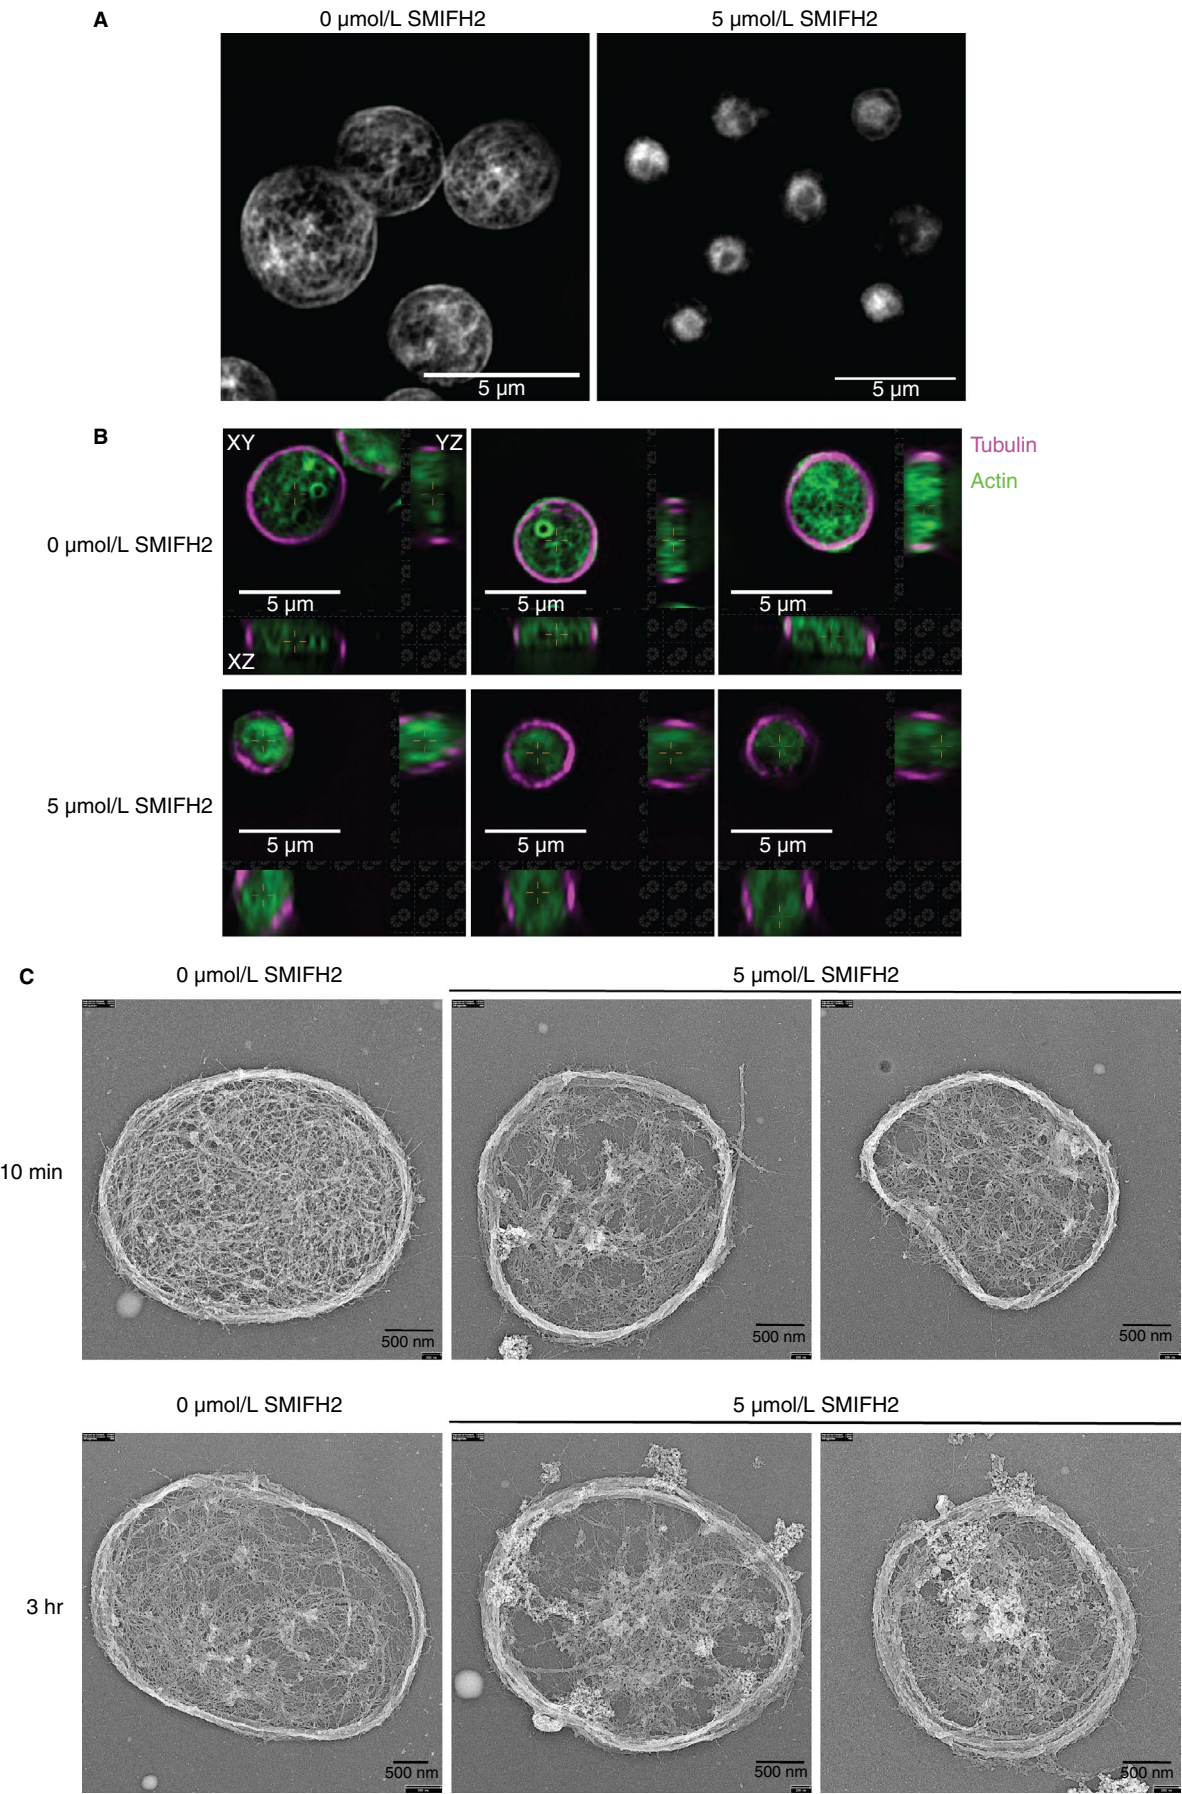 A
0 µmol/L SMIFH2
5 µmol/L SMIFH2
5 µm
5 µm
B
XY
YZ
Tubulin
Actin
0 µmol/L SMIFH2
5 µm
5 µm
5 µm
XZ
5 µmol/L SMIFH2
5 µm
5 µm
5 µm
C
0 µmol/L SMIFH2
5 µmol/L SMIFH2
10 min
500 nm
500 nm
500 nm
0 µmol/L SMIFH2
5 µmol/L SMIFH2
3 hr
500 nm
500 nm
500 nm